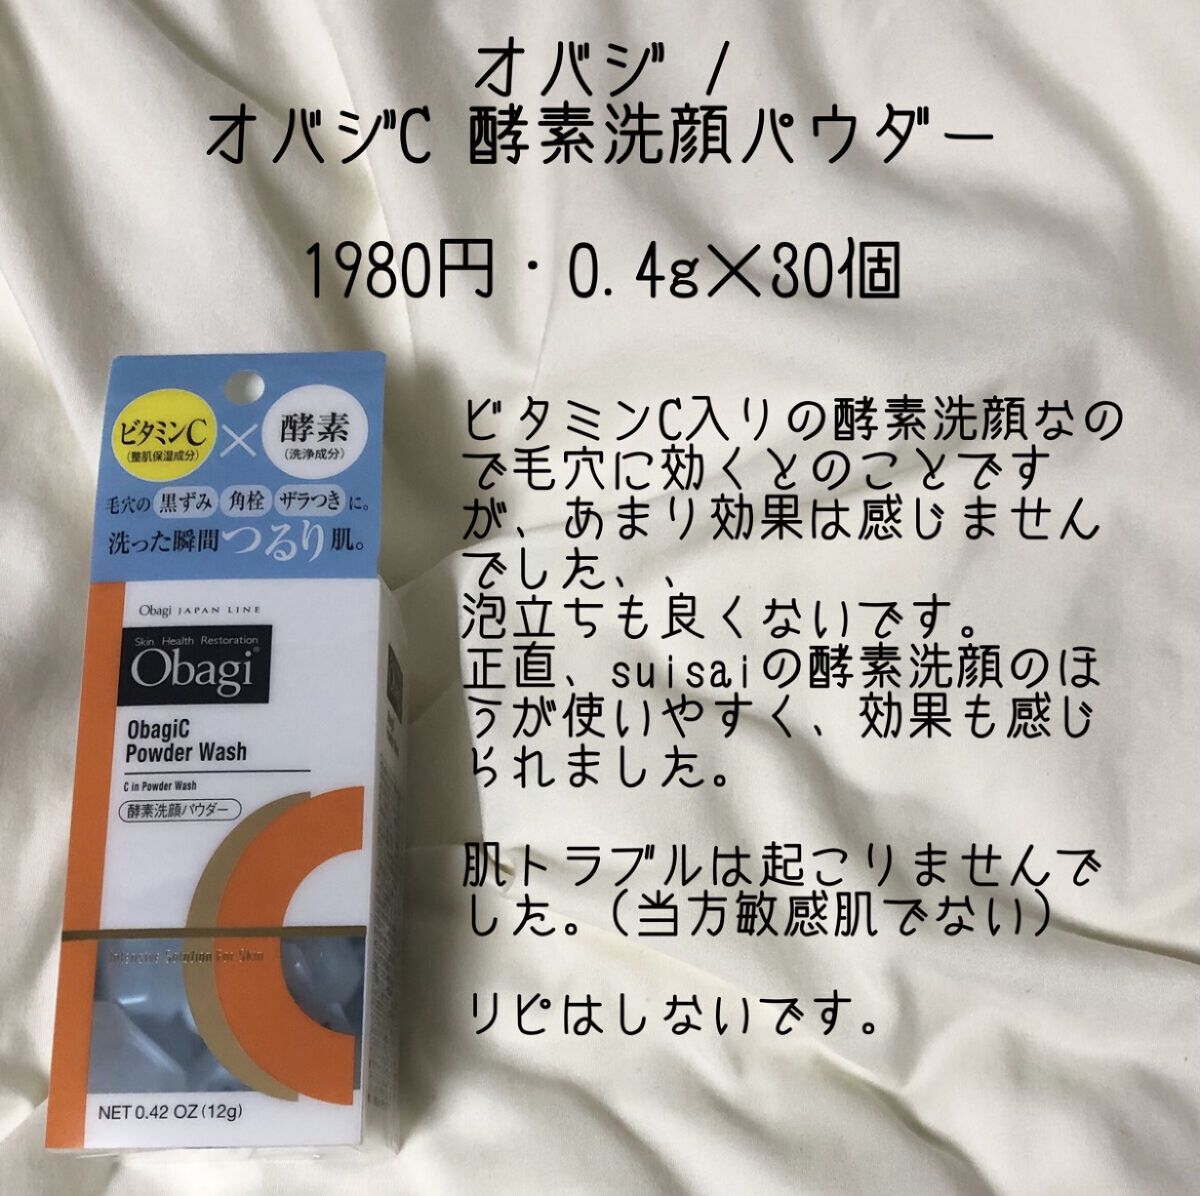 オバジ /
オバジC 酵素洗顔パウダー
1980円・0.4g×30個
ビタミンC入りの酵素洗顔なの
で毛穴に効くとのことです
が、あまり効果は感じません
でした、、
泡立ちも良くないです。
正直、suisaiの酵素洗顔のほ
うが使いやすく、効果も感じ
られました。
肌トラブルは起こりませんで
した。(当方敏感肌でない)
リピはしないです。
ビタミンC
(整肌保湿成分)
×
酵素
(洗浄成分)
毛穴の 黒ずみ 角栓 ザラつき に。
洗った瞬間つるり肌。
Obagi JAPAN LINE
Skin Health Restoration
Obagi®
ObagiC
Powder Wash
C in Powder Wash
酵素洗顔パウダー
Intensive Solution For Skin
NET 0.42 OZ (12g)